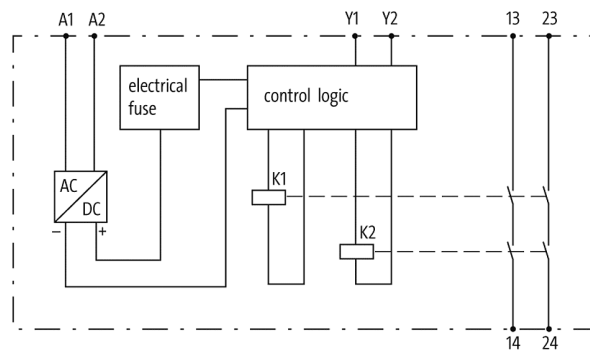 A1 A2 Y1 Y2 13 23
electrical
fuse
control logic
AC
DC
– +
K1
K2
14 24